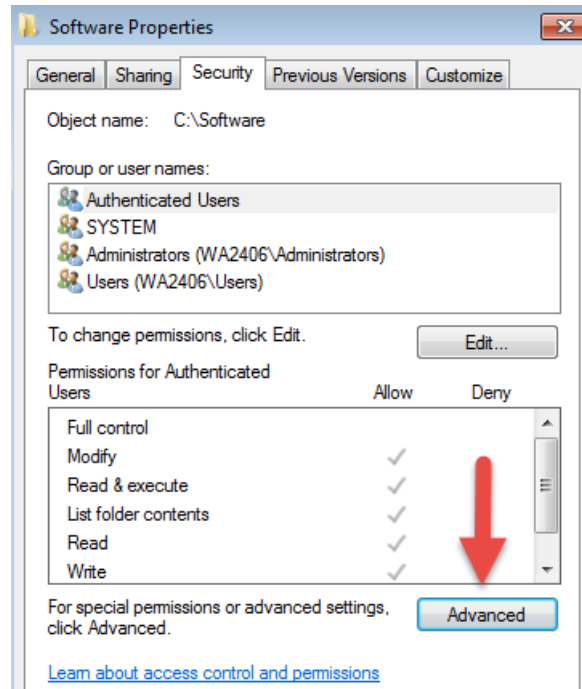 Software Properties
General Sharing Security Previous Versions Customize
Object name: C:\Software
Group or user names:
Authenticated Users
SYSTEM
Administrators (WA2406\Administrators)
Users (WA2406\Users)
To change permissions, click Edit.
Edit...
Permissions for Authenticated
Users Allow Deny
Full control
Modify
Read & execute
List folder contents
Read
Write
For special permissions or advanced settings,
click Advanced.
Advanced
Learn about access control and permissions